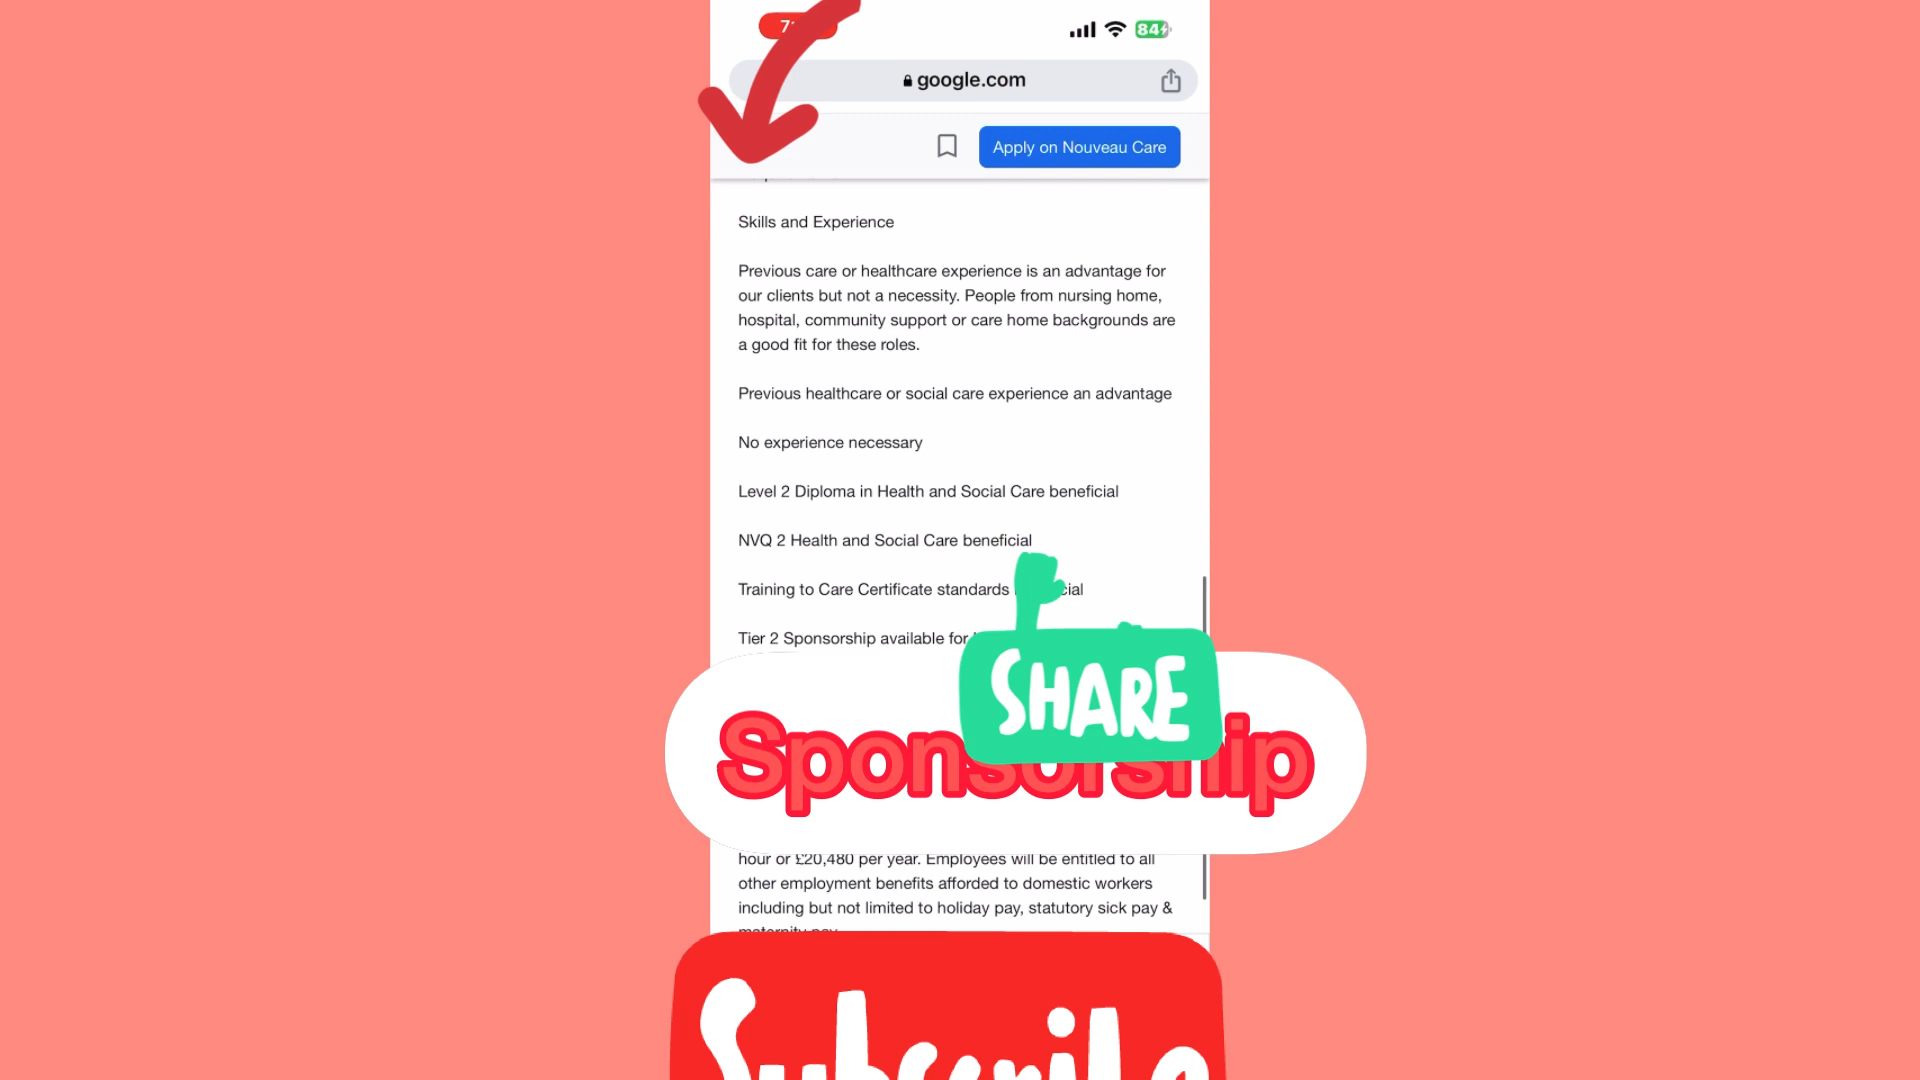 84
google.com
Apply on Nouveau Care
Skills and Experience
Previous care or healthcare experience is an advantage for
our clients but not a necessity. People from nursing home,
hospital, community support or care home backgrounds are
a good fit for these roles.
Previous healthcare or social care experience an advantage
No experience necessary
Level 2 Diploma in Health and Social Care beneficial
NVQ 2 Health and Social Care beneficial
Training to Care Certificate standards
Tier 2 Sponsorship available for
SHARE
Sponsorship
hour or £20,480 per year. Employees will be entitled to all
other employment benefits afforded to domestic workers
including but not limited to holiday pay, statutory sick pay &
maternity pay
Subscribe